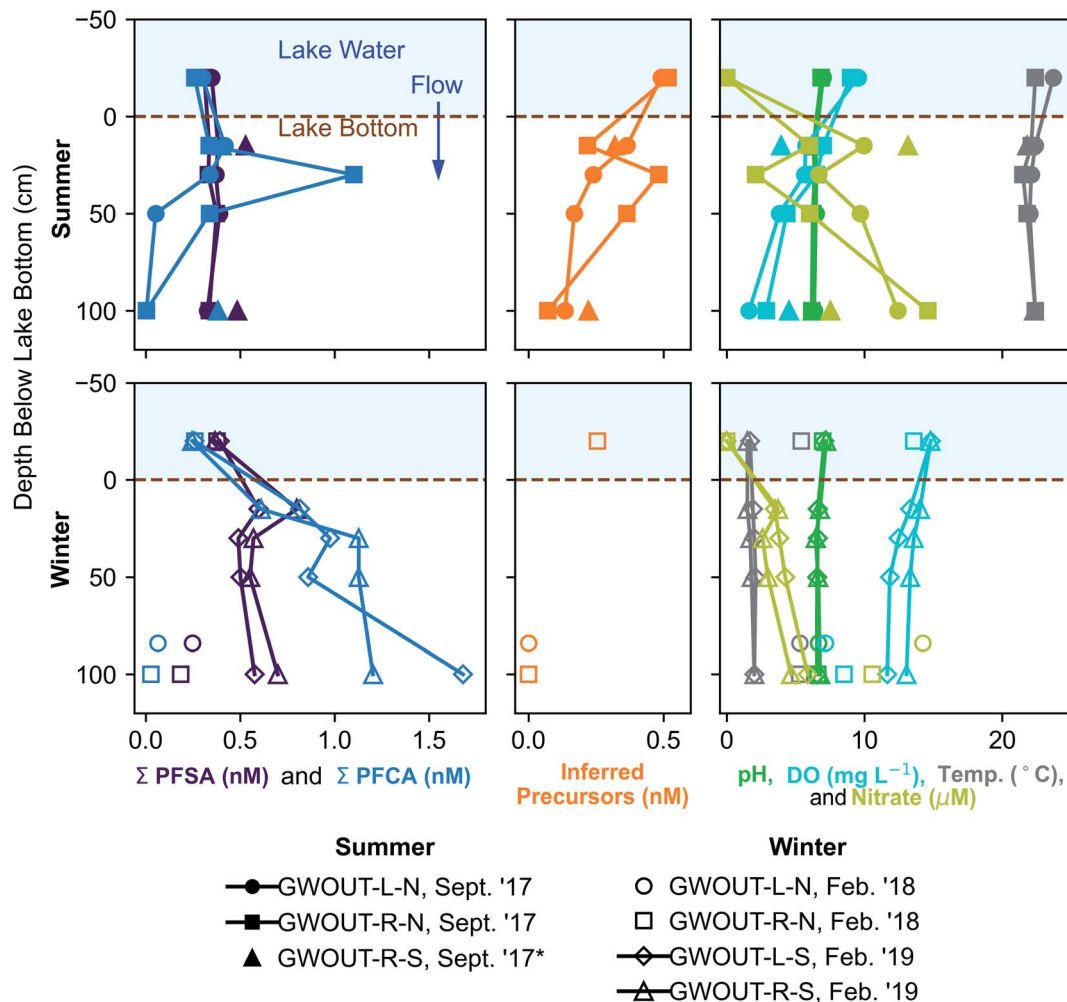 −50
0
50
100
Lake Water
Flow
Lake Bottom
Depth Below Lake Bottom (cm)
Summer
−50
0
50
100
Winter
0.0 0.5 1.0 1.5
0.0 0.5
0 10 20
Σ PFSA (nM) and Σ PFCA (nM)
Inferred
Precursors (nM)
pH, DO (mg L−1), Temp. (°C),
and Nitrate (μM)
Summer
GWOUT-L-N, Sept. '17
GWOUT-R-N, Sept. '17
GWOUT-R-S, Sept. '17*
Winter
GWOUT-L-N, Feb. '18
GWOUT-R-N, Feb. '18
GWOUT-L-S, Feb. '19
GWOUT-R-S, Feb. '19